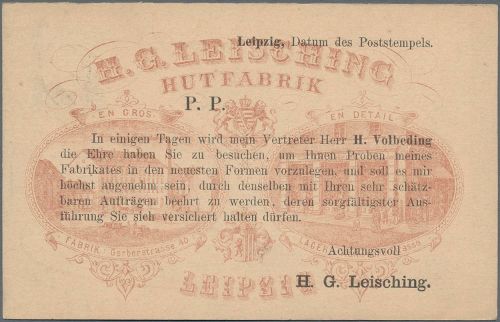 Leipzig, Datum des Poststempels.
H. G. LEISCHING
HUTFABRIK
P. P.
EN GROS
EN DETAIL
In einigen Tagen wird mein Vertreter Herr H. Volbeding
die Ehre haben Sie zu besuchen, um Ihnen Proben meines
Fabrikates in den neuesten Formen vorzulegen, und soll es mir
höchst angenehm sein, durch denselben mit Ihren sehr schätz-
baren Aufträgen beehrt zu werden, deren sorgfältigster Aus-
führung Sie sich versichert halten dürfen.
FABRIK: Gerberstrasse 40
LAGER
Achtungsvoll
H. G. Leisching.
LEIPZIG